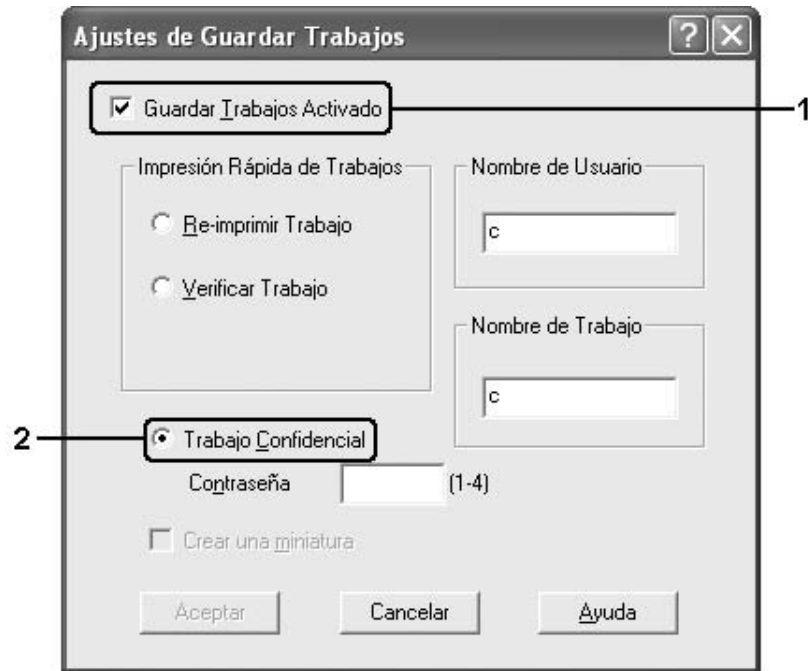 Ajustes de Guardar Trabajos
Guardar Trabajos Activado
1
Impresión Rápida de Trabajos
Re-imprimir Trabajo
Verificar Trabajo
Nombre de Usuario
c
Nombre de Trabajo
c
2
Trabajo Confidencial
Contraseña (1-4)
Crear una miniatura
Aceptar Cancelar Ayuda